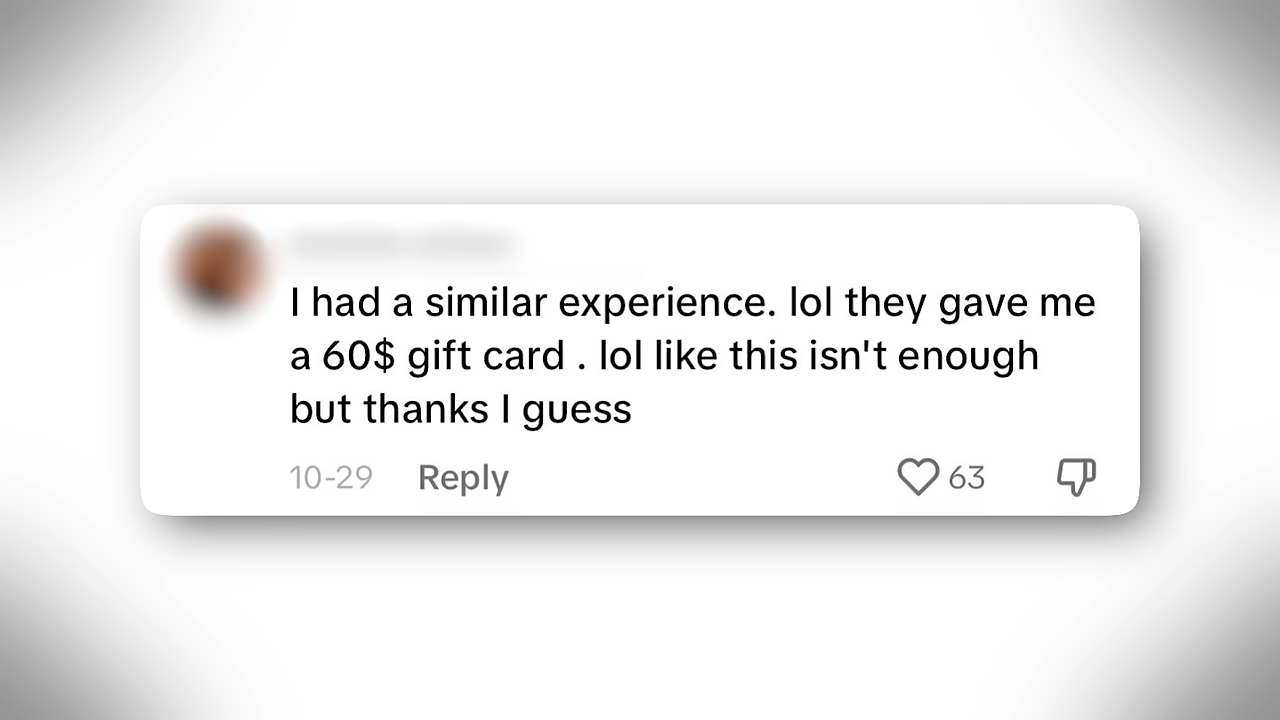 I had a similar experience. lol they gave me
a 60$ gift card . lol like this isn't enough
but thanks I guess
10-29 Reply 63